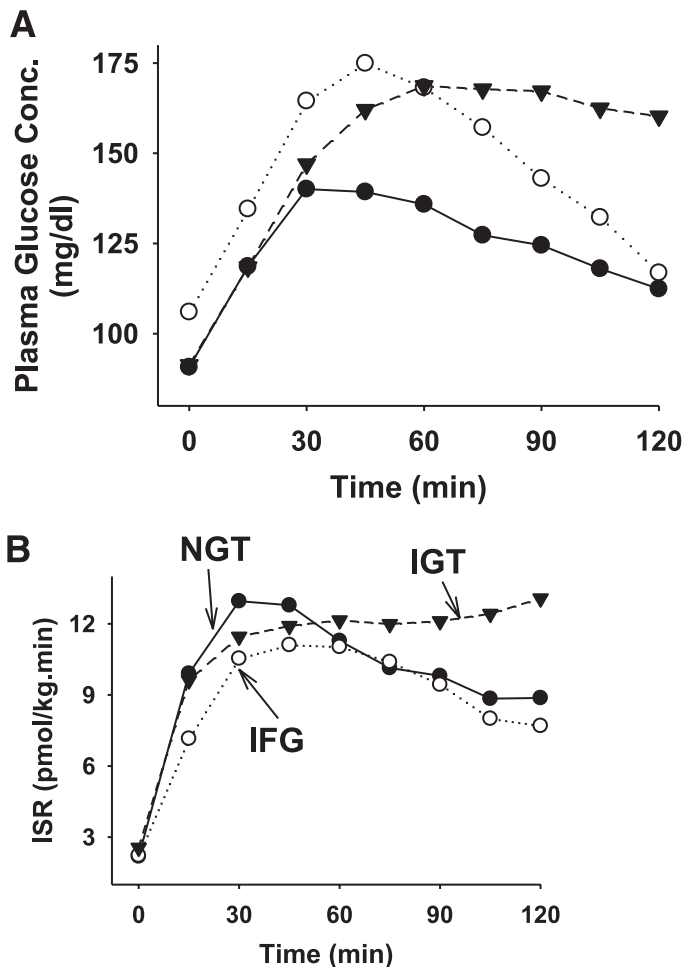 A
Plasma Glucose Conc.
(mg/dl)
175
150
125
100
0 30 60 90 120
Time (min)
B
NGT
IGT
IFG
ISR (pmol/kg.min)
12
9
6
3
0 30 60 90 120
Time (min)